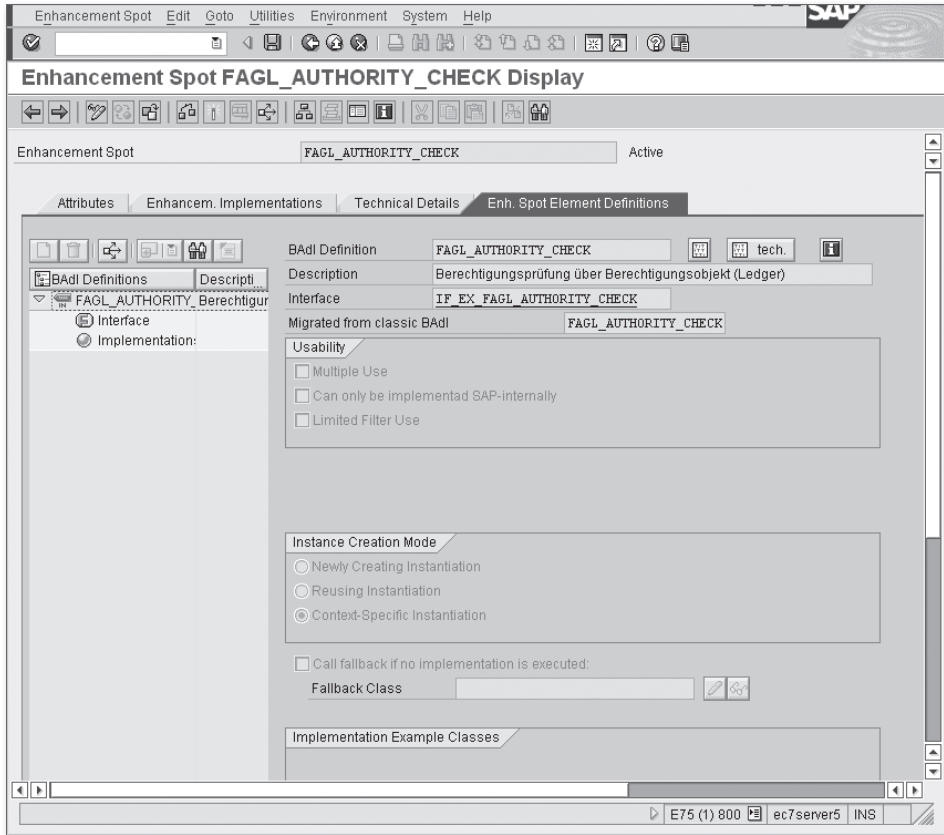 Enhancement Spot Edit Goto Utilities Environment System Help
SAP
Enhancement Spot FAGL_AUTHORITY_CHECK Display
Enhancement Spot FAGL_AUTHORITY_CHECK Active
Attributes Enhancem. Implementations Technical Details Enh. Spot Element Definitions
BAdI Definitions Descripti...
FAGL_AUTHORITY_ Berechtigur
Interface
Implementation:
BAdI Definition FAGL_AUTHORITY_CHECK tech.
Description Berechtigungsprüfung über Berechtigungsobjekt (Ledger)
Interface IF_EX_FAGL_AUTHORITY_CHECK
Migrated from classic BAdI FAGL_AUTHORITY_CHECK
Usability
Multiple Use
Can only be implementad SAP-internally
Limited Filter Use
Instance Creation Mode
Newly Creating Instantiation
Reusing Instantiation
Context-Specific Instantiation
Call fallback if no implementation is executed:
Fallback Class
Implementation Example Classes
E75 (1) 800 ec7server5 INS